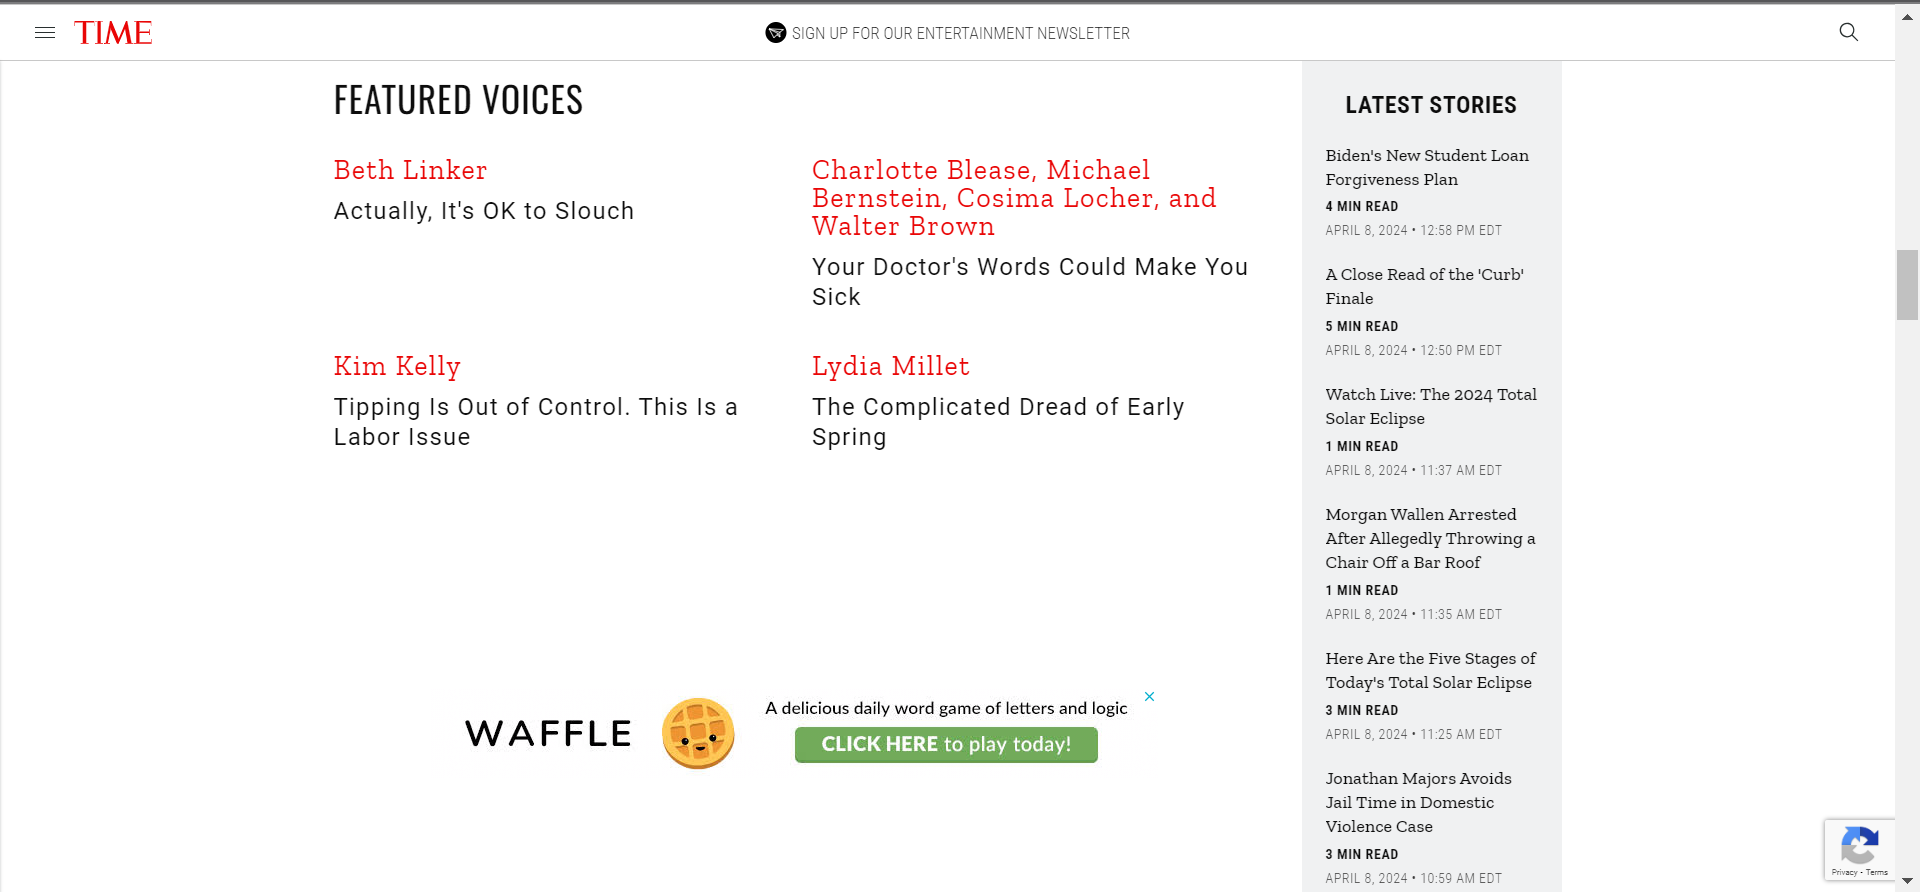 TIME
SIGN UP FOR OUR ENTERTAINMENT NEWSLETTER
FEATURED VOICES
Beth Linker
Actually, It's OK to Slouch
Charlotte Blease, Michael
Bernstein, Cosima Locher, and
Walter Brown
Your Doctor's Words Could Make You
Sick
Kim Kelly
Tipping Is Out of Control. This Is a
Labor Issue
Lydia Millet
The Complicated Dread of Early
Spring
WAFFLE
A delicious daily word game of letters and logic
CLICK HERE to play today!
LATEST STORIES
Biden's New Student Loan
Forgiveness Plan
4 MIN READ
APRIL 8, 2024 • 12:58 PM EDT
A Close Read of the 'Curb'
Finale
5 MIN READ
APRIL 8, 2024 • 12:50 PM EDT
Watch Live: The 2024 Total
Solar Eclipse
1 MIN READ
APRIL 8, 2024 • 11:37 AM EDT
Morgan Wallen Arrested
After Allegedly Throwing a
Chair Off a Bar Roof
1 MIN READ
APRIL 8, 2024 • 11:35 AM EDT
Here Are the Five Stages of
Today's Total Solar Eclipse
3 MIN READ
APRIL 8, 2024 • 11:25 AM EDT
Jonathan Majors Avoids
Jail Time in Domestic
Violence Case
3 MIN READ
APRIL 8, 2024 • 10:59 AM EDT
Privacy - Terms